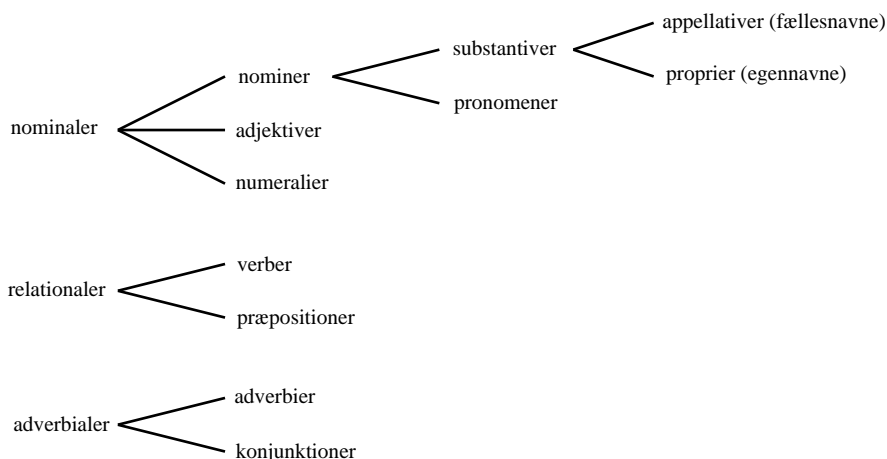 appellativer (fællesnavne)
substantiver
nominer
proprier (egennavne)
pronomener
nominaler
adjektiver
numeralier
verber
relationaler
præpositioner
adverbier
adverbialer
konjunktioner